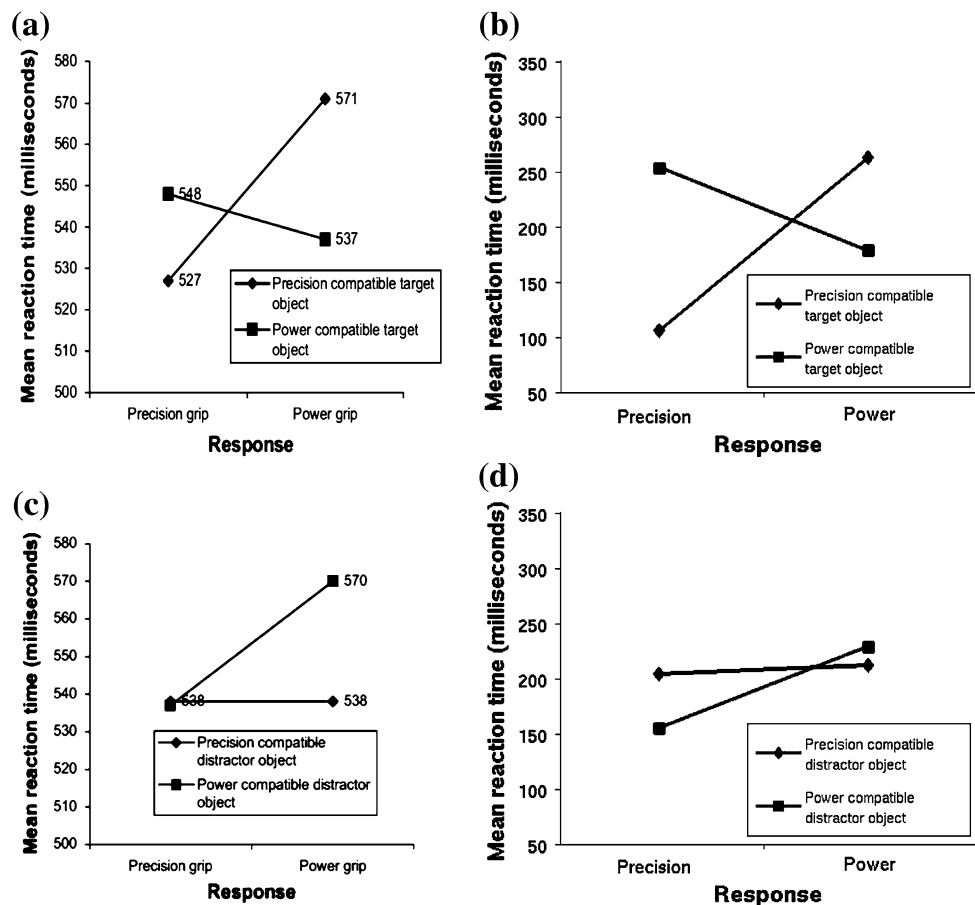 (a)
Mean reaction time (milliseconds)
580
570
560
550
540
530
520
510
500
571
548
537
527
Precision compatible target
object
Power compatible target
object
Precision grip
Power grip
Response
(b)
Mean reaction time (milliseconds)
350
300
250
200
150
100
50
Precision compatible
target object
Power compatible
target object
Precision
Power
Response
(c)
Mean reaction time (milliseconds)
580
570
560
550
540
530
520
510
500
570
538
538
Precision compatible
distractor object
Power compatible distractor
object
Precision grip
Power grip
Response
(d)
Mean reaction time (milliseconds)
350
300
250
200
150
100
50
Precision compatible
distractor object
Power compatible
distractor object
Precision
Power
Response